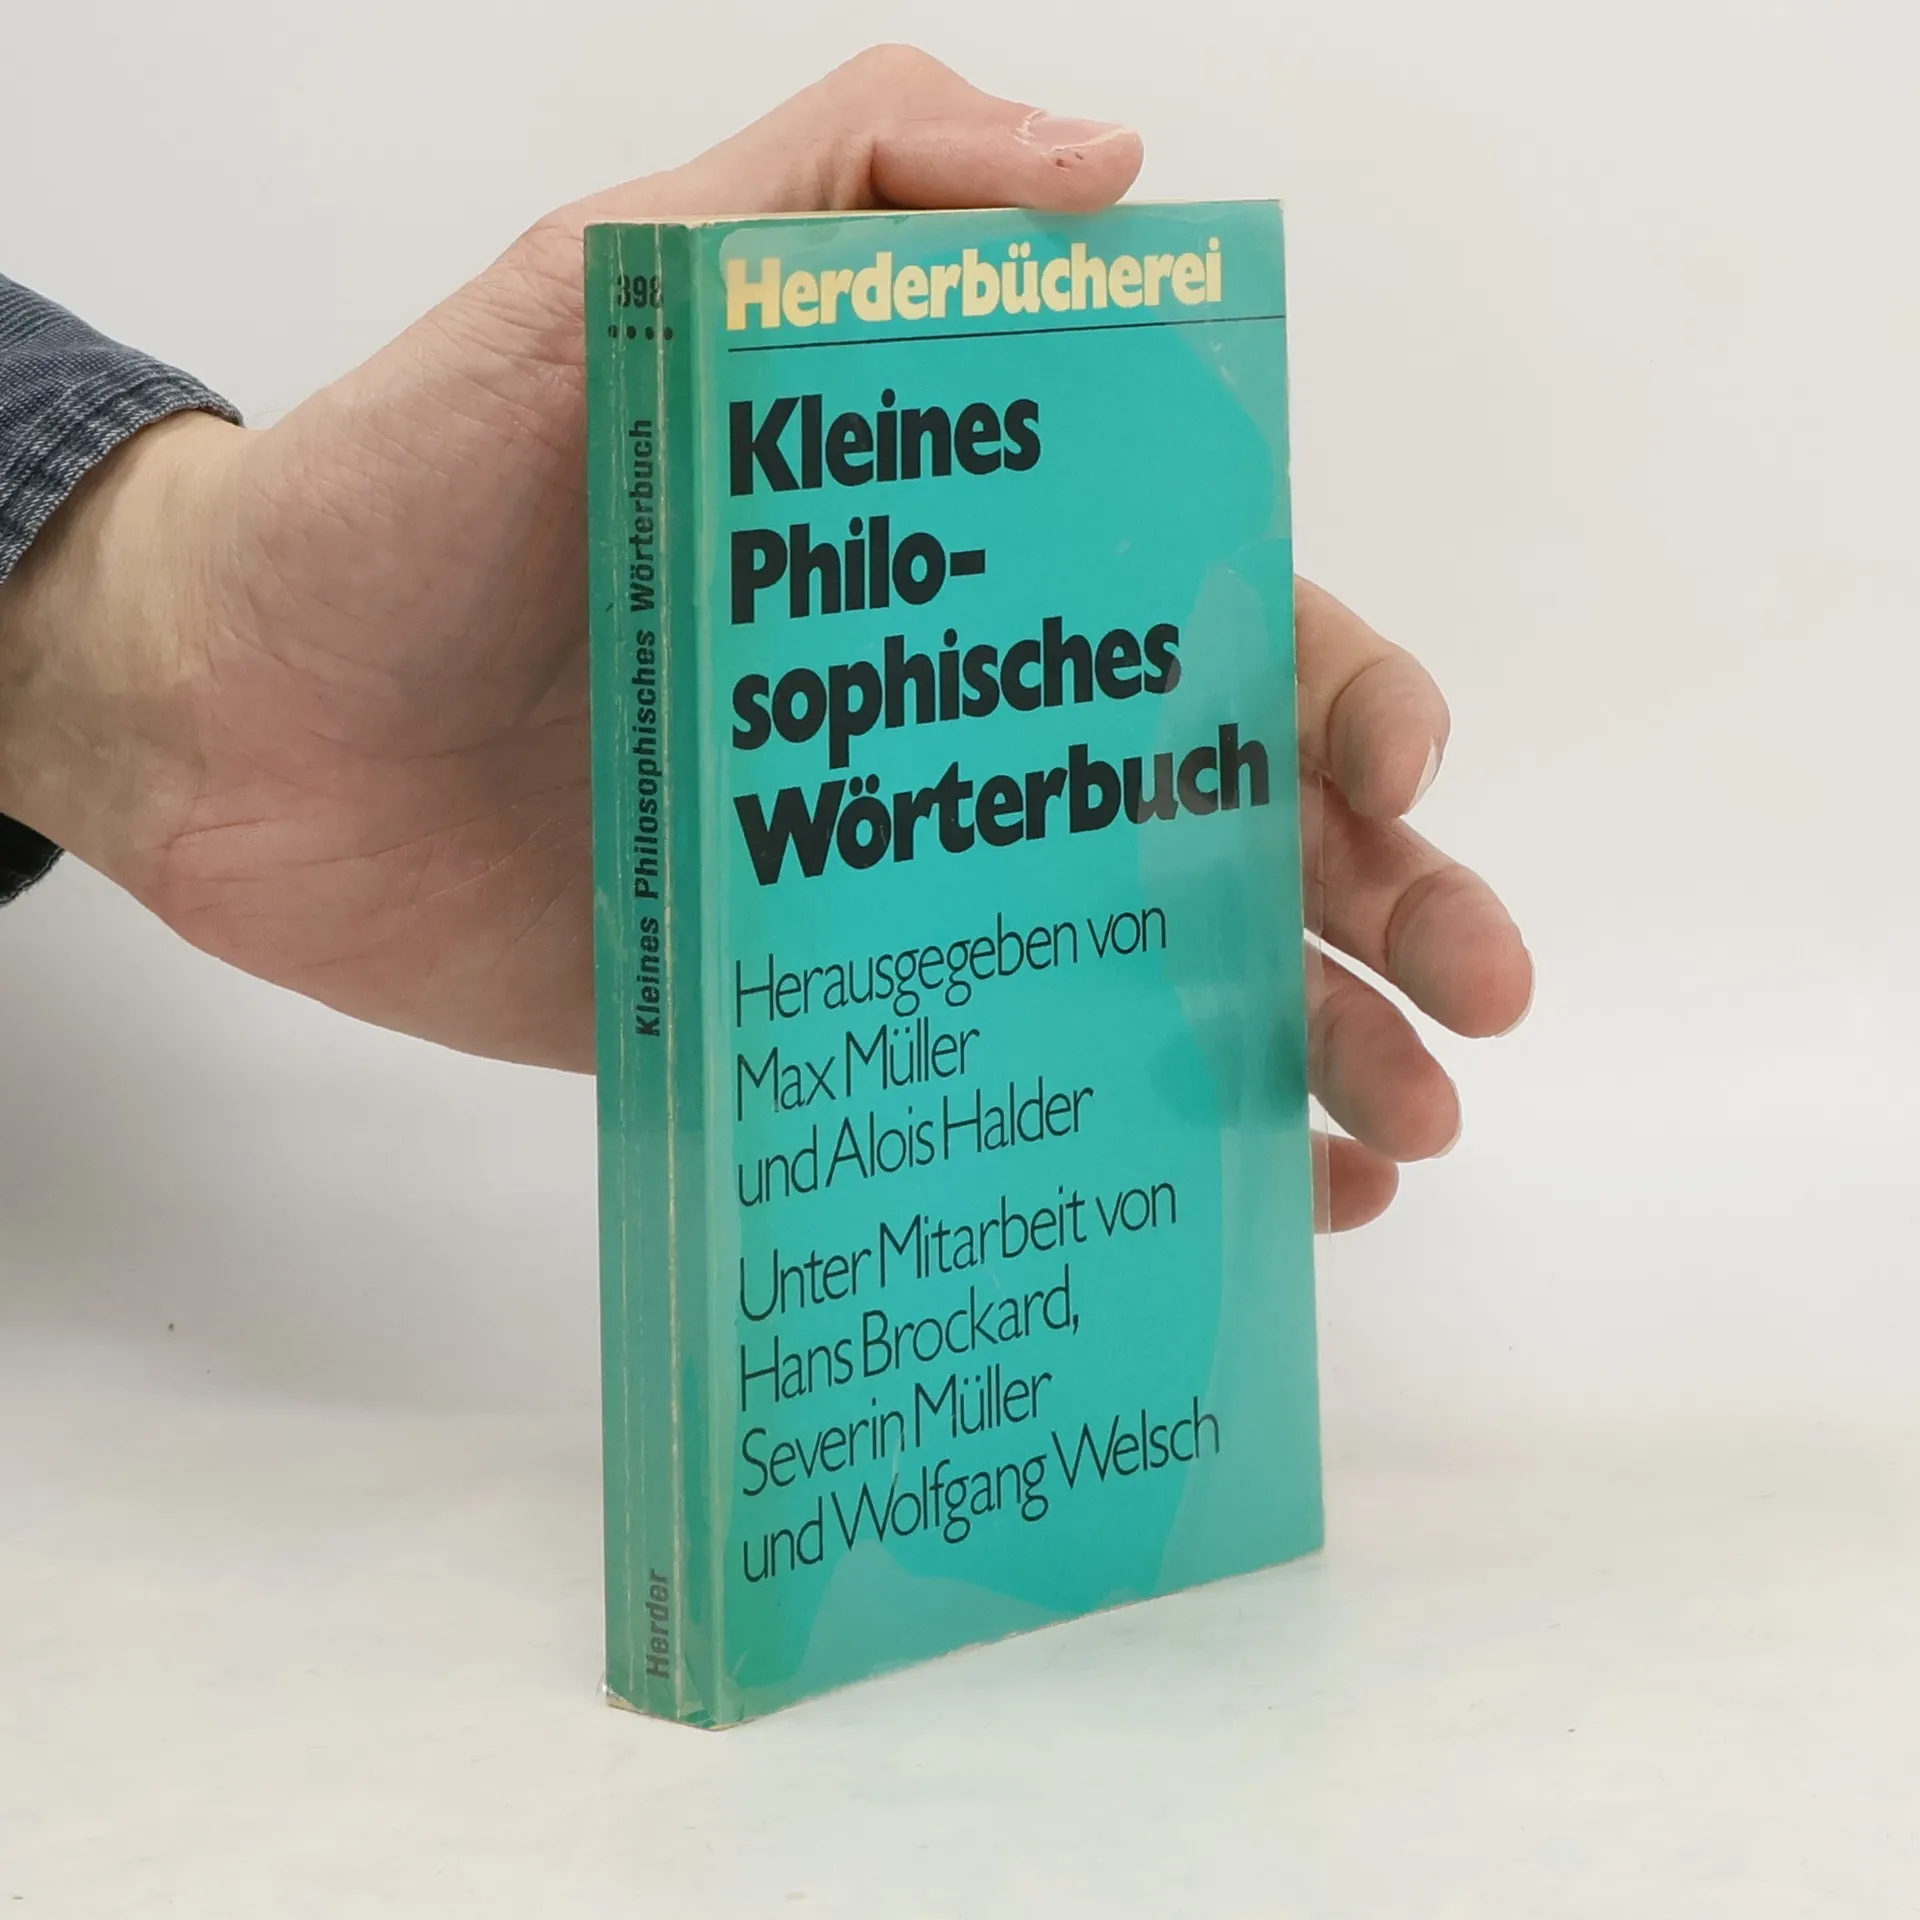 398
Kleines Philosophisches Wörterbuch
Herder
Herderbücherei
Kleines
Philo-
sophisches
Wörterbuch
Herausgegeben von
Max Müller
und Alois Halder
Unter Mitarbeit von
Hans Brockard,
Severin Müller
und Wolfgang Welsch